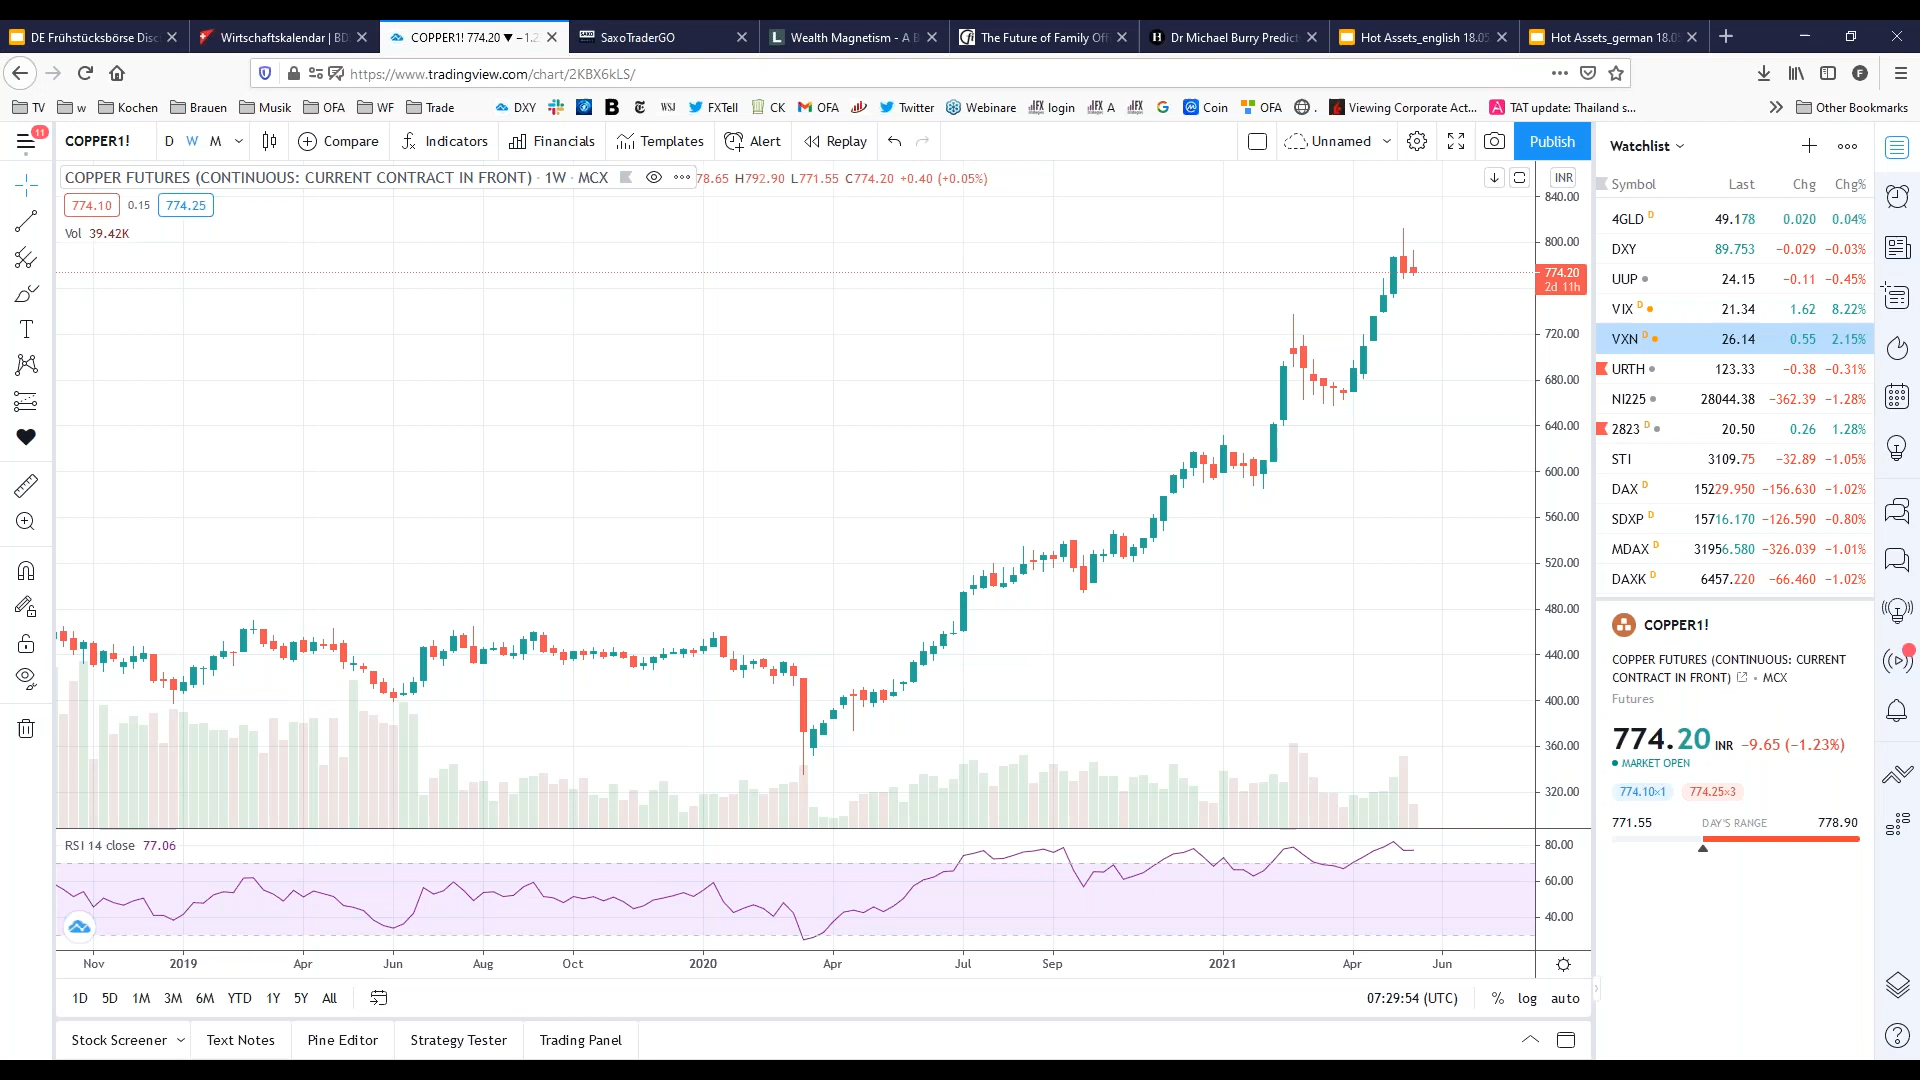 DE Frühstücksbörse Disc
Wirtschaftskalendar | BD
COPPER1! 774.20 ▼ −1.2
SaxoTraderGO
Wealth Magnetism - A B
The Future of Family Off
Dr Michael Burry Predict
Hot Assets_english 18.05
Hot Assets_german 18.05
https://www.tradingview.com/chart/2KBX6kLS/
TV w Kochen Brauen Musik OFA WF Trade DXY FXTell CK OFA Twitter Webinare login A Coin OFA . Viewing Corporate Act... TAT update: Thailand s... Other Bookmarks
11
COPPER1! D W M Compare Indicators Financials Templates Alert Replay Unnamed Publish
COPPER FUTURES (CONTINUOUS: CURRENT CONTRACT IN FRONT) · 1W · MCX 78.65 H792.90 L771.55 C774.20 +0.40 (+0.05%)
774.10 0.15 774.25
Vol 39.42K
INR
840.00
800.00
774.20
2d 11h
720.00
680.00
640.00
600.00
560.00
520.00
480.00
440.00
400.00
360.00
320.00
RSI 14 close 77.06
80.00
60.00
40.00
Nov 2019 Apr Jun Aug Oct 2020 Apr Jul Sep 2021 Apr Jun
1D 5D 1M 3M 6M YTD 1Y 5Y All
07:29:54 (UTC) % log auto
Stock Screener Text Notes Pine Editor Strategy Tester Trading Panel
Watchlist
Symbol Last Chg Chg%
4GLD D 49.178 0.020 0.04%
DXY 89.753 −0.029 −0.03%
UUP 24.15 −0.11 −0.45%
VIX D 21.34 1.62 8.22%
VXN D 26.14 0.55 2.15%
URTH 123.33 −0.38 −0.31%
NI225 28044.38 −362.39 −1.28%
2823 D 20.50 0.26 1.28%
STI 3109.75 −32.89 −1.05%
DAX D 15229.950 −156.630 −1.02%
SDXP D 15716.170 −126.590 −0.80%
MDAX D 31956.580 −326.039 −1.01%
DAXK D 6457.220 −66.460 −1.02%
COPPER1!
COPPER FUTURES (CONTINUOUS: CURRENT
CONTRACT IN FRONT) • MCX
Futures
774.20 INR −9.65 (−1.23%)
MARKET OPEN
774.10×1 774.25×3
771.55 DAY'S RANGE 778.90